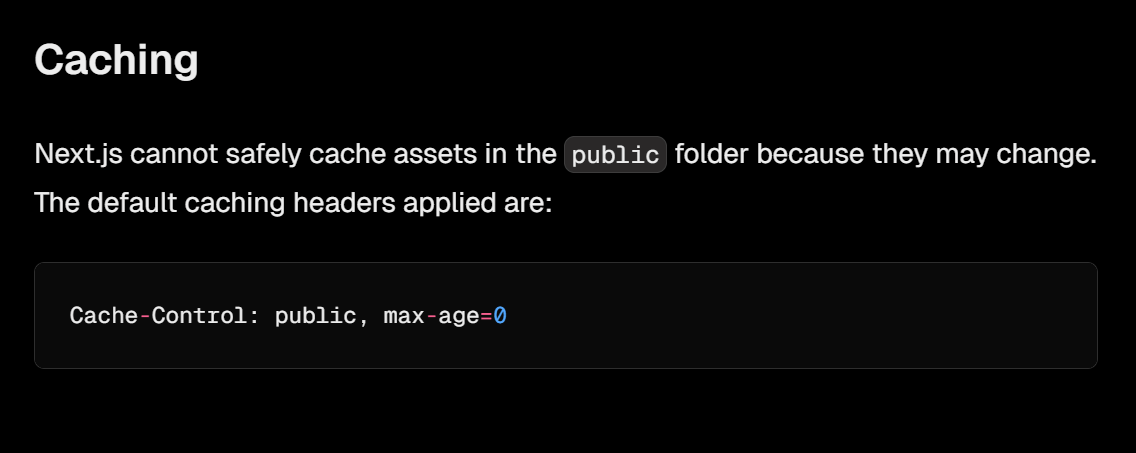 Caching
Next.js cannot safely cache assets in the public folder because they may change.
The default caching headers applied are:
Cache-Control: public, max-age=0